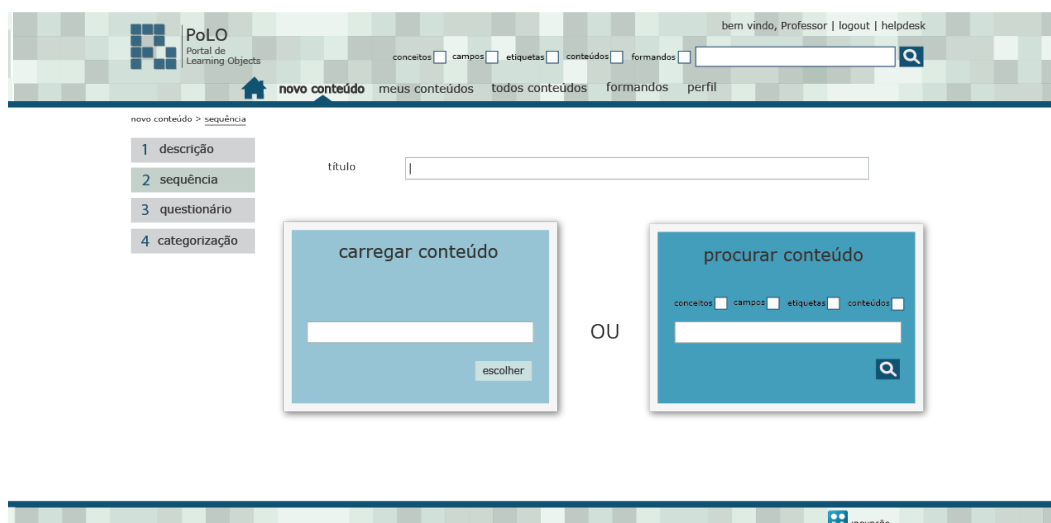 bem vindo, Professor | logout | helpdesk
PoLO
Portal de
Learning Objects
conceitos campos etiquetas conteúdos formandos
novo conteúdo meus conteúdos todos conteúdos formandos perfil
novo conteúdo > sequência
1 descrição
2 sequência
3 questionário
4 categorização
título
carregar conteúdo
escolher
OU
procurar conteúdo
conceitos campos etiquetas conteúdos